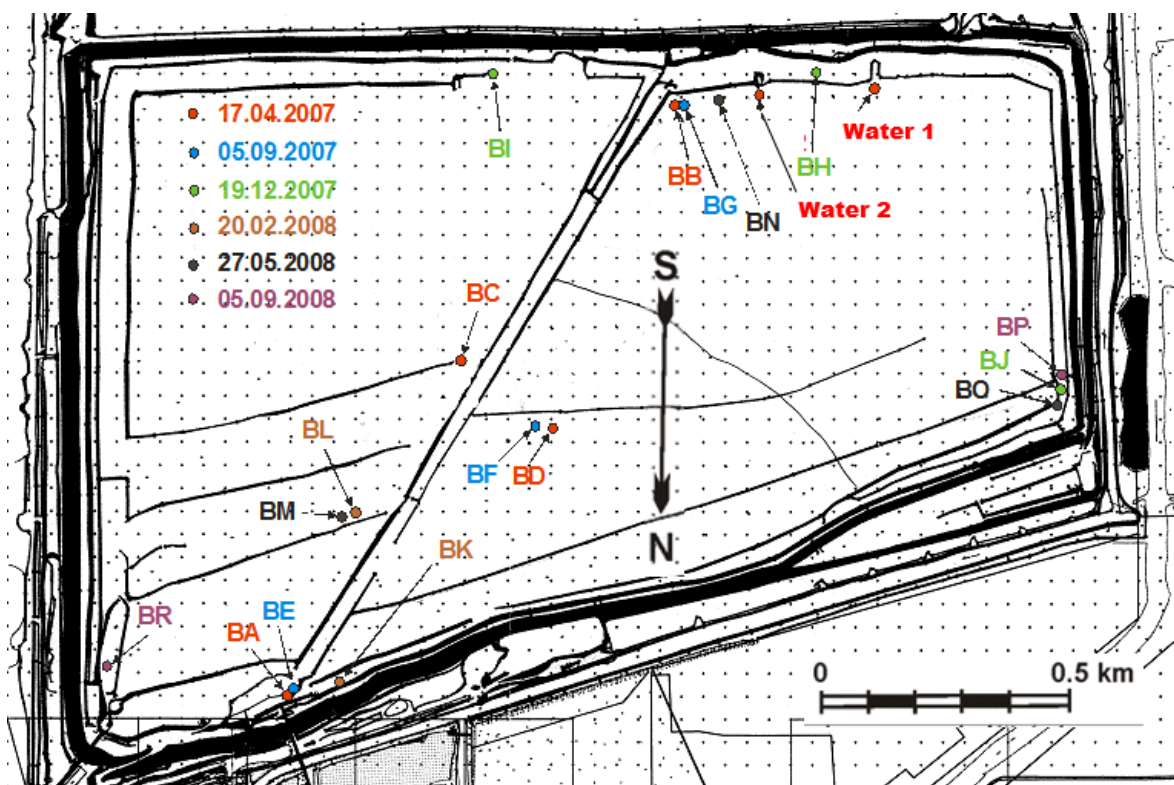 17.04.2007
05.09.2007
19.12.2007
20.02.2008
27.05.2008
05.09.2008
BI
BB
BG
BN
Water 2
BH
Water 1
S
N
BC
BL
BM
BF
BD
BK
BP
BJ
BO
BR
BE
BA
0
0.5 km